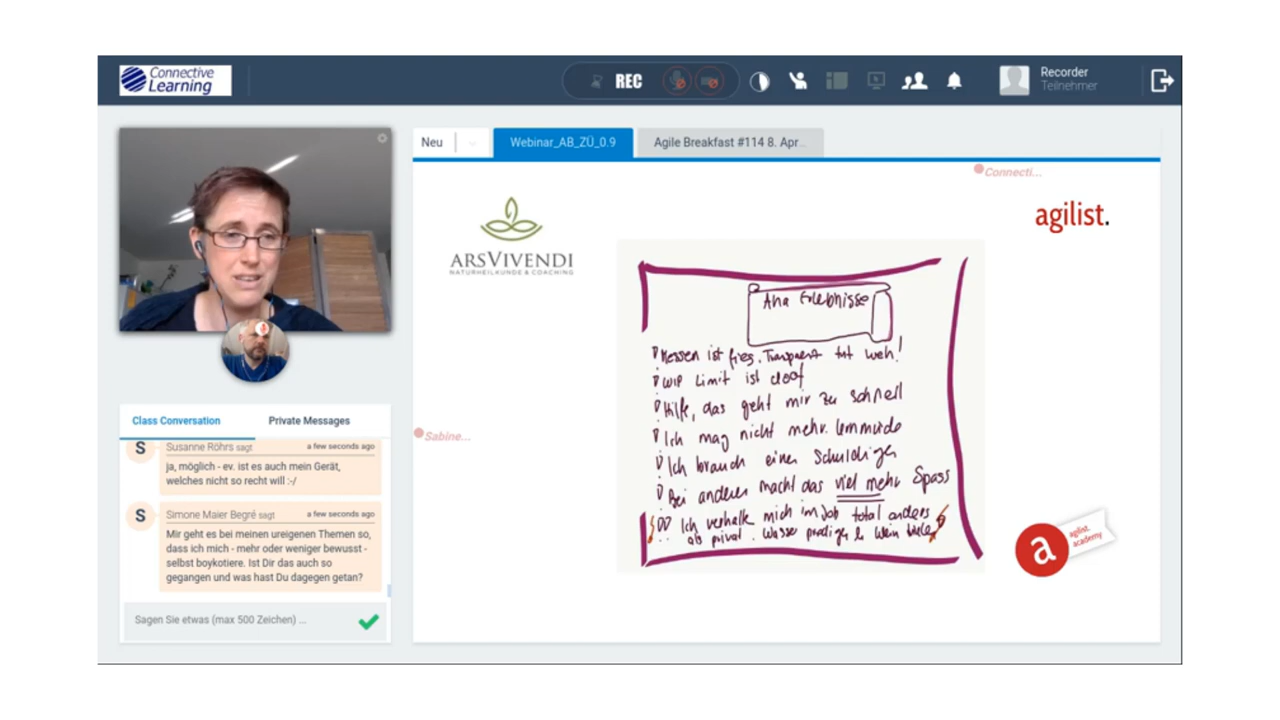 Connective
Learning
REC
Recorder
Teilnehmer
Neu
Webinar_AB_ZÜ_0.9
Agile Breakfast #114 8. Apr...
Connecti...
ARSVIVENDI
NATURHEILKUNDE & COACHING
agilist.
Aha Erlebnisse
Messen ist fies. Transparent tut weh!
WIP Limit ist doof
Hilfe, das geht mir zu schnell
Ich mag nicht mehr. lernmüde
Ich brauch einen Schuldigen
Bei anderen macht das viel mehr Spass
Ich verhalte mich im Job total anders
als privat. Wasser predigen & Wein
Sabine...
a
agilist.
academy
Class Conversation
Private Messages
S
Susanne Röhrs sagt
a few seconds ago
ja, möglich - ev. ist es auch mein Gerät,
welches nicht so recht will :-/
S
Simone Maier Begré sagt
a few seconds ago
Mir geht es bei meinen ureigenen Themen so,
dass ich mich - mehr oder weniger bewusst -
selbst boykotiere. Ist Dir das auch so
gegangen und was hast Du dagegen getan?
Sagen Sie etwas (max 500 Zeichen) ...